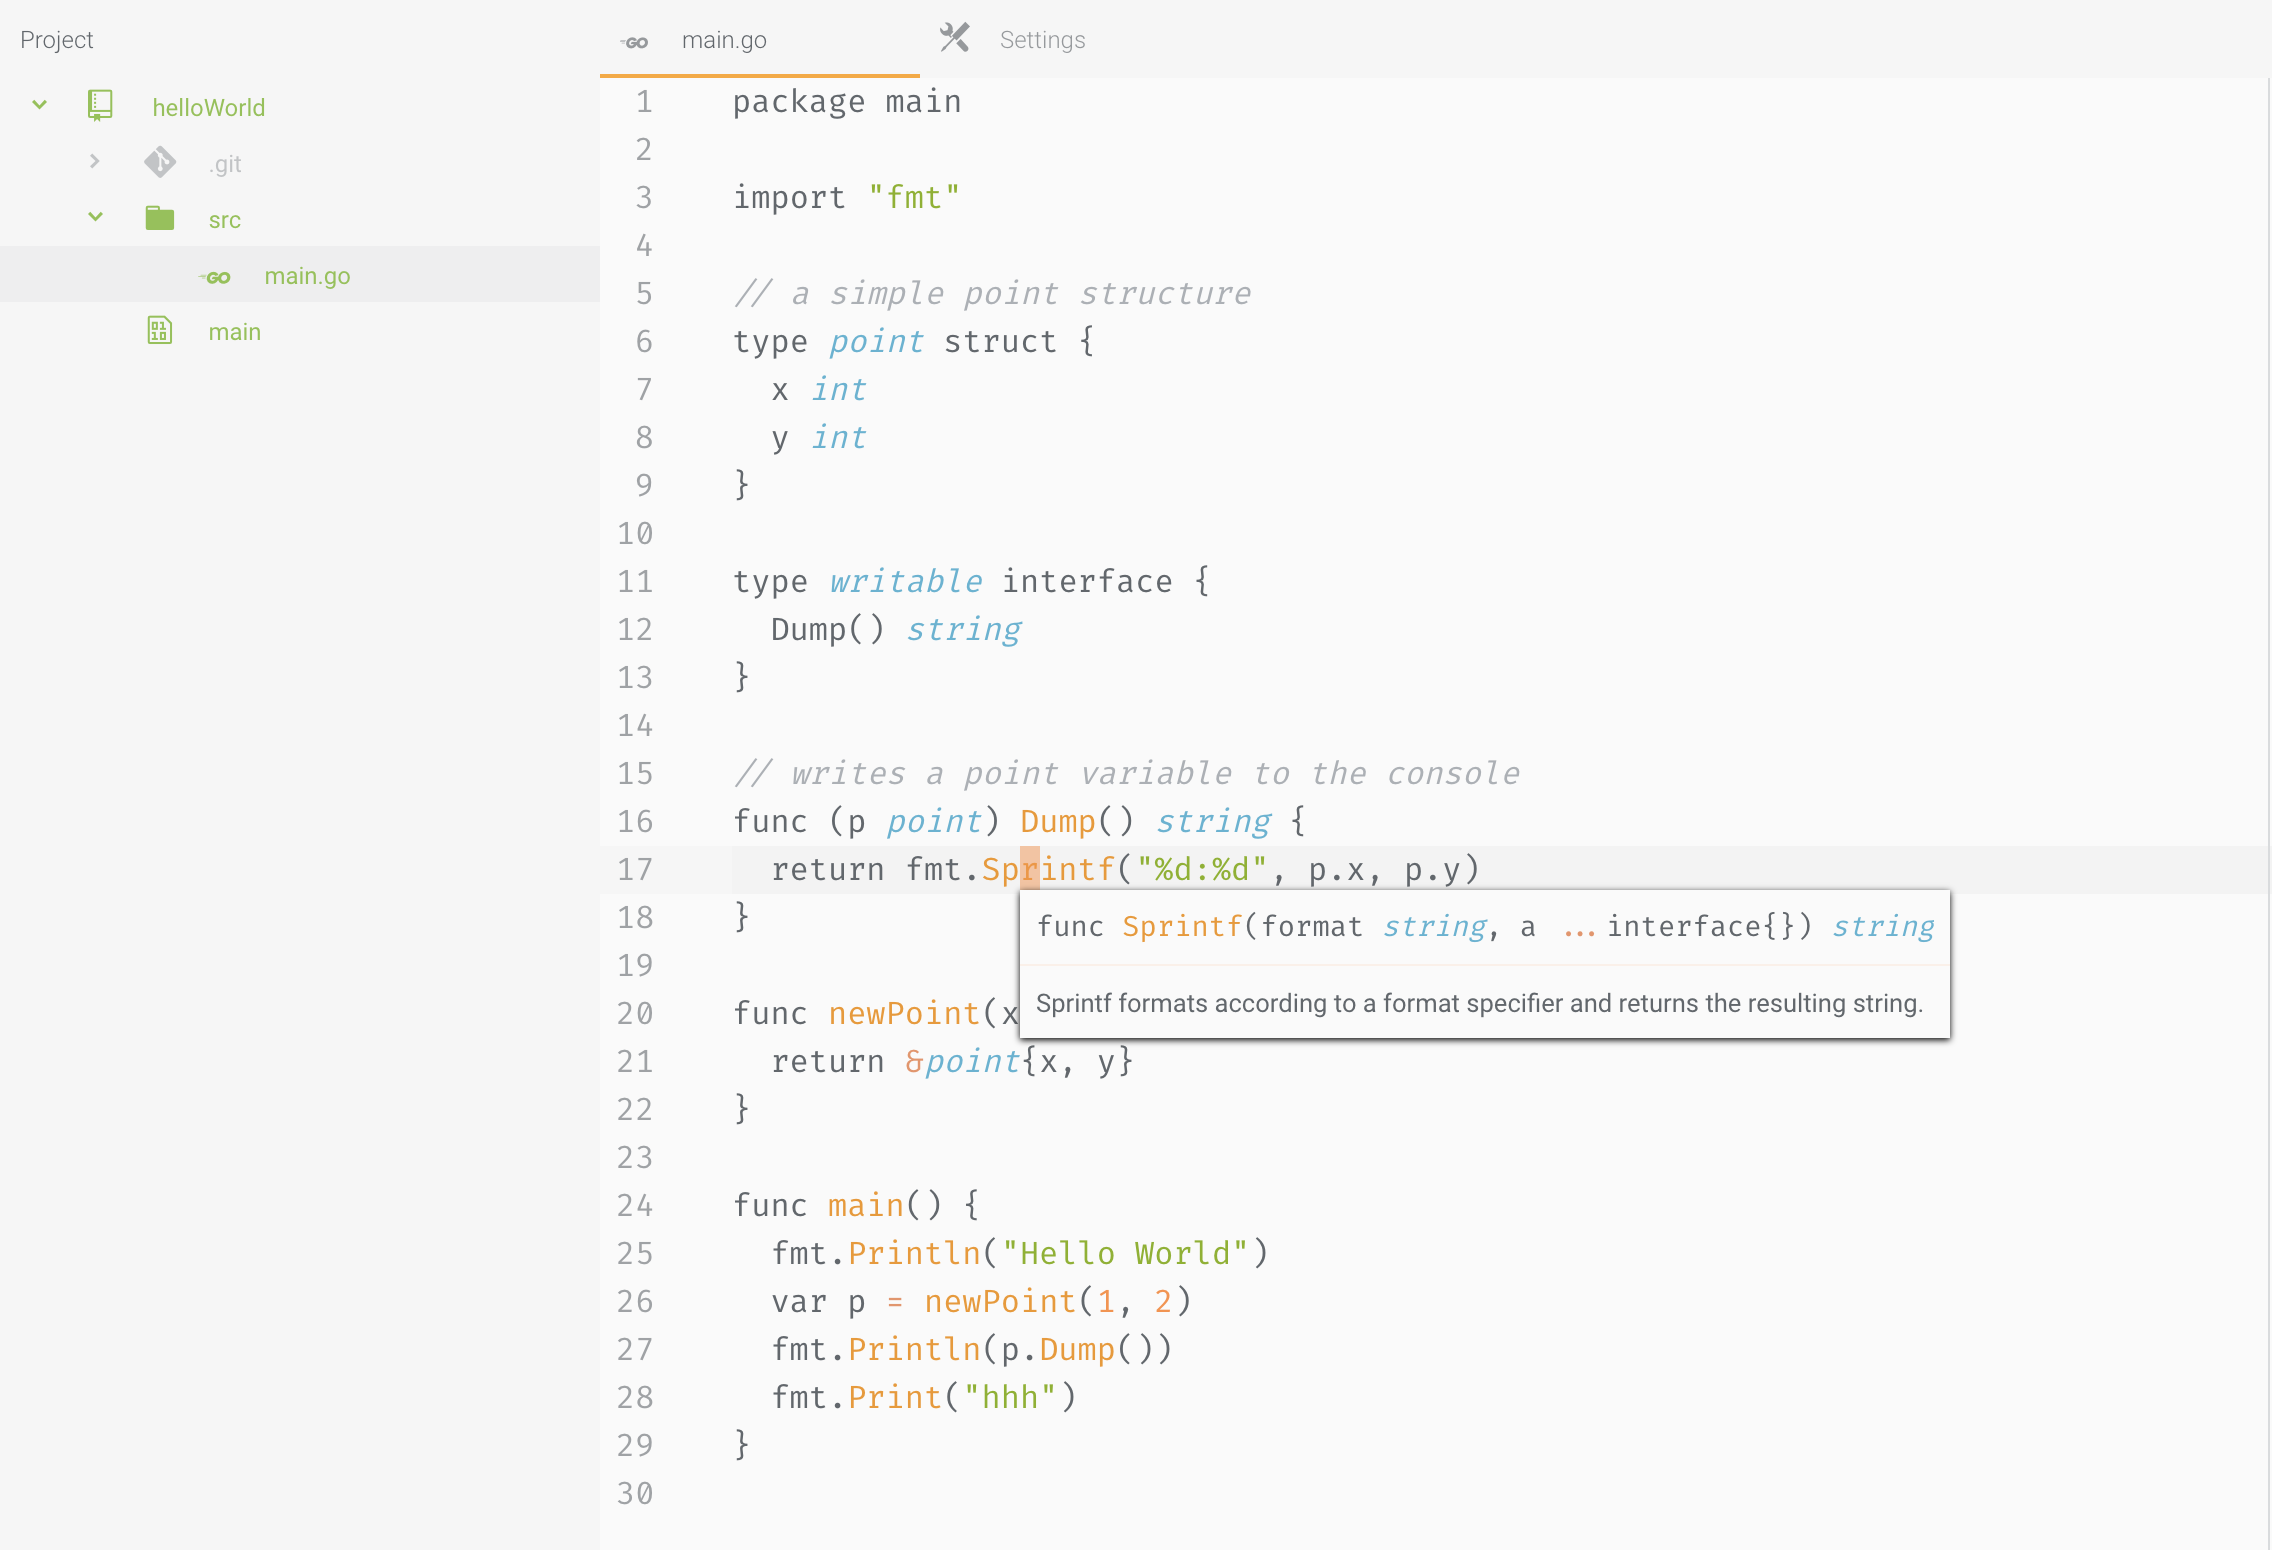 Project
helloWorld
.git
src
main.go
main
main.go
Settings
1 package main
2
3 import "fmt"
4
5 // a simple point structure
6 type point struct {
7 x int
8 y int
9 }
10
11 type writable interface {
12 Dump() string
13 }
14
15 // writes a point variable to the console
16 func (p point) Dump() string {
17 return fmt.Sprintf("%d:%d", p.x, p.y)
18 }
func Sprintf(format string, a ...interface{}) string
Sprintf formats according to a format specifier and returns the resulting string.
19
20 func newPoint(x
21 return &point{x, y}
22 }
23
24 func main() {
25 fmt.Println("Hello World")
26 var p = newPoint(1, 2)
27 fmt.Println(p.Dump())
28 fmt.Print("hhh")
29 }
30